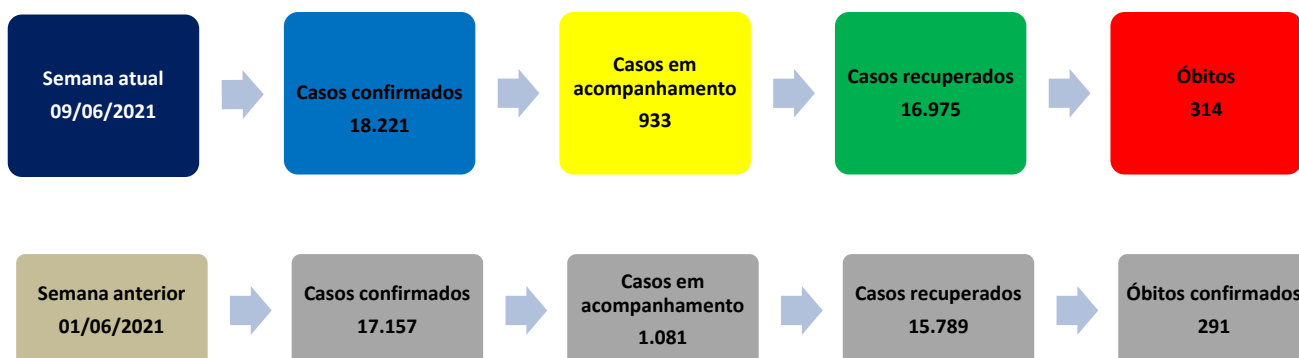 Semana atual
09/06/2021
Casos confirmados
18.221
Casos em
acompanhamento
933
Casos recuperados
16.975
Óbitos
314
Semana anterior
01/06/2021
Casos confirmados
17.157
Casos em
acompanhamento
1.081
Casos recuperados
15.789
Óbitos confirmados
291